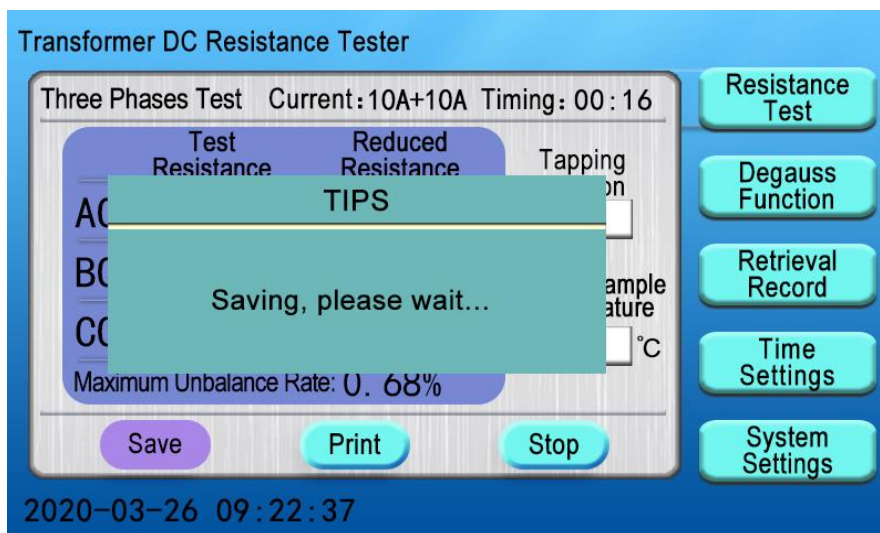 Transformer DC Resistance Tester
Three Phases Test Current:10A+10A Timing:00:16
Test Reduced
Resistance Resistance
Tapping
TIPS
Saving, please wait...
℃
Maximum Unbalance Rate: 0.68%
Save Print Stop
Resistance
Test
Degauss
Function
Retrieval
Record
Time
Settings
System
Settings
2020-03-26 09:22:37